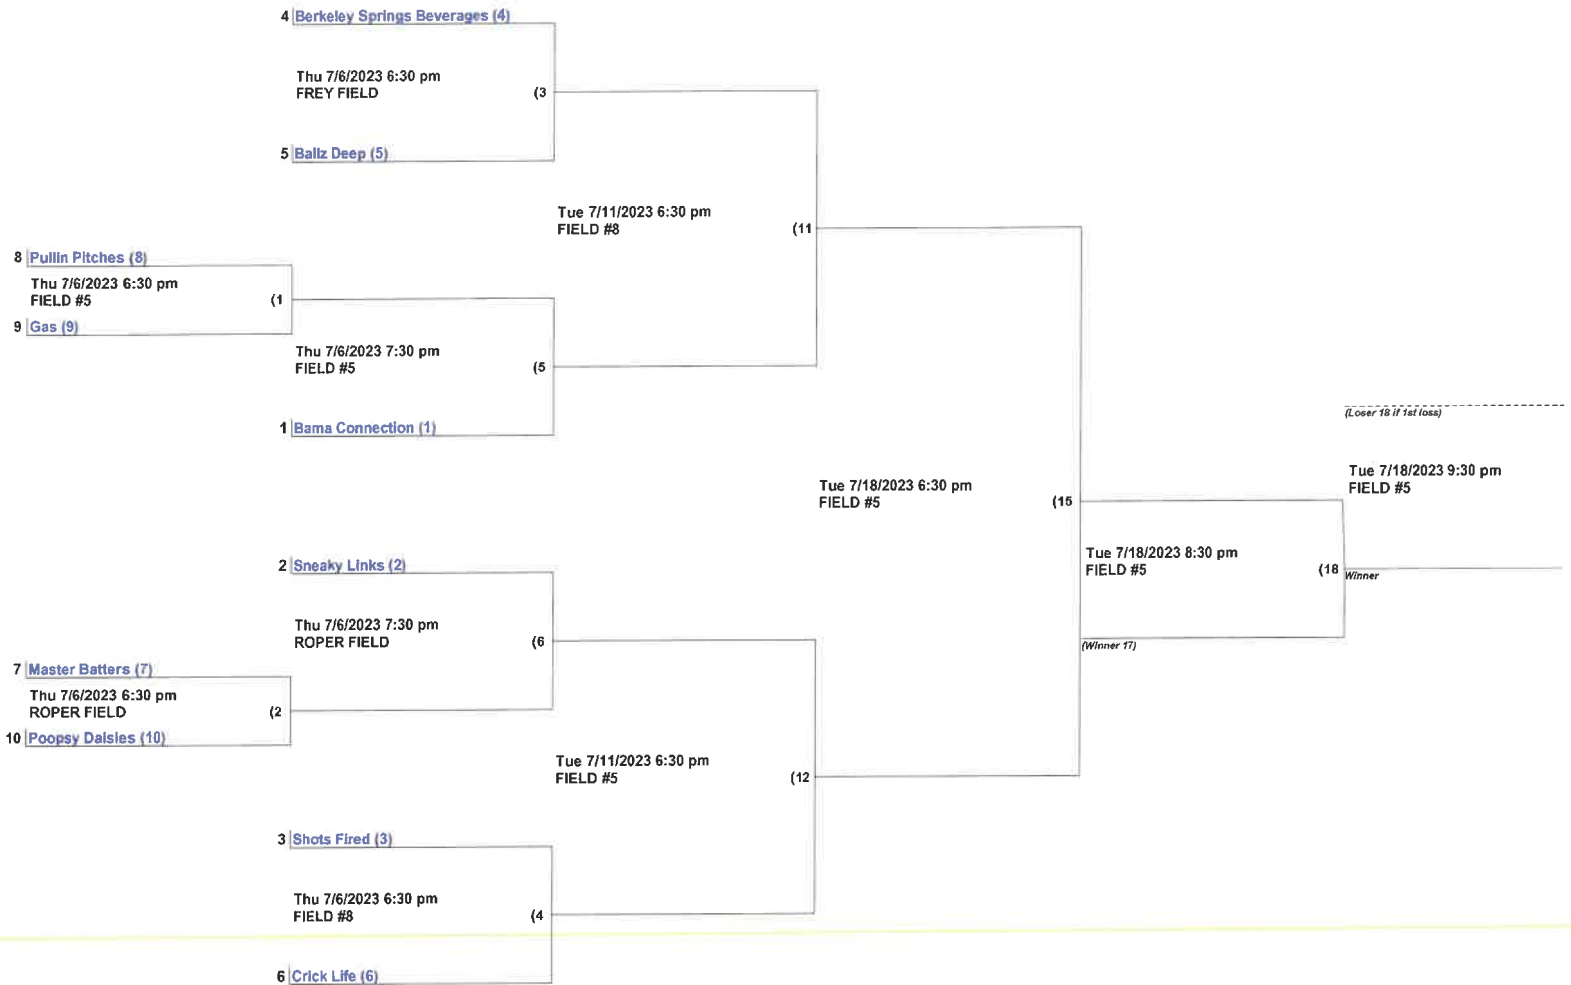 4 Berkeley Springs Beverages (4)
Thu 7/6/2023 6:30 pm
FREY FIELD
(3
5 Ballz Deep (5)
Tue 7/11/2023 6:30 pm
FIELD #8
(11
8 Pullin Pitches (8)
Thu 7/6/2023 6:30 pm
FIELD #5
(1
9 Gas (9)
Thu 7/6/2023 7:30 pm
FIELD #5
(5
1 Bama Connection (1)
(Loser 18 if 1st loss)
Tue 7/18/2023 9:30 pm
FIELD #5
Tue 7/18/2023 6:30 pm
FIELD #5
(15
Tue 7/18/2023 8:30 pm
FIELD #5
(18
Winner
(Winner 17)
2 Sneaky Links (2)
Thu 7/6/2023 7:30 pm
ROPER FIELD
(6
7 Master Batters (7)
Thu 7/6/2023 6:30 pm
ROPER FIELD
(2
10 Poopsy Daisies (10)
Tue 7/11/2023 6:30 pm
FIELD #5
(12
3 Shots Fired (3)
Thu 7/6/2023 6:30 pm
FIELD #8
(4
6 Crick Life (6)